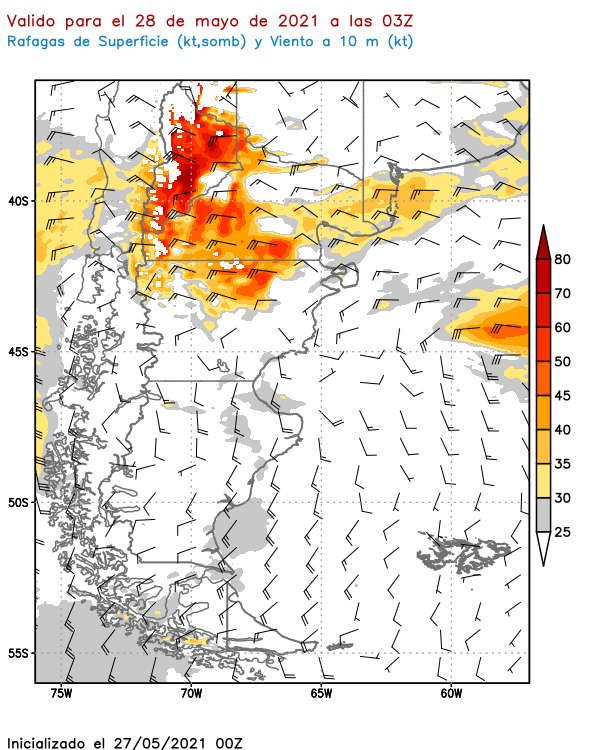 Valido para el 28 de mayo de 2021 a las 03Z
Rafagas de Superficie (kt,somb) y Viento a 10 m (kt)
40S
45S
50S
55S
75W
70W
65W
60W
80
70
60
50
45
40
35
30
25
Inicializado el 27/05/2021 00Z